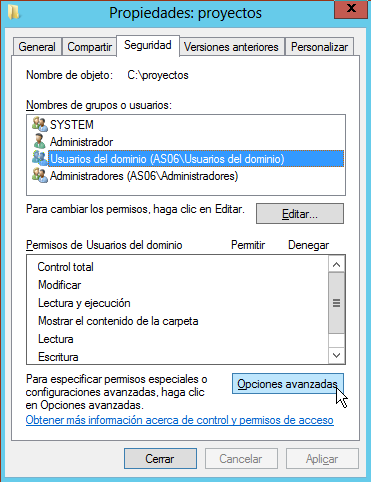 Propiedades: proyectos
General Compartir Seguridad Versiones anteriores Personalizar
Nombre de objeto: C:\proyectos
Nombres de grupos o usuarios:
SYSTEM
Administrador
Usuarios del dominio (AS06\Usuarios del dominio)
Administradores (AS06\Administradores)
Para cambiar los permisos, haga clic en Editar. Editar...
Permisos de Usuarios del dominio Permitir Denegar
Control total
Modificar
Lectura y ejecución
Mostrar el contenido de la carpeta
Lectura
Escritura
Para especificar permisos especiales o
configuraciones avanzadas, haga clic
en Opciones avanzadas.
Opciones avanzadas
Obtener más información acerca de control y permisos de acceso
Cerrar Cancelar Aplicar